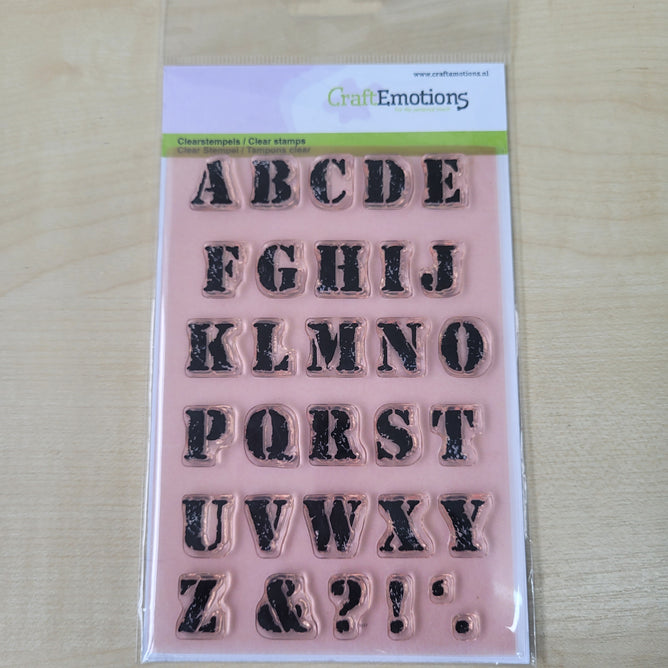 www.craftemotions.nl
CraftEmotions
Clearstempels / Clear stamps
Clear Stempel / Tampons clear
A B C D E
F G H I J
K L M N O
P Q R S T
U V W X Y
Z & ? ! ' .